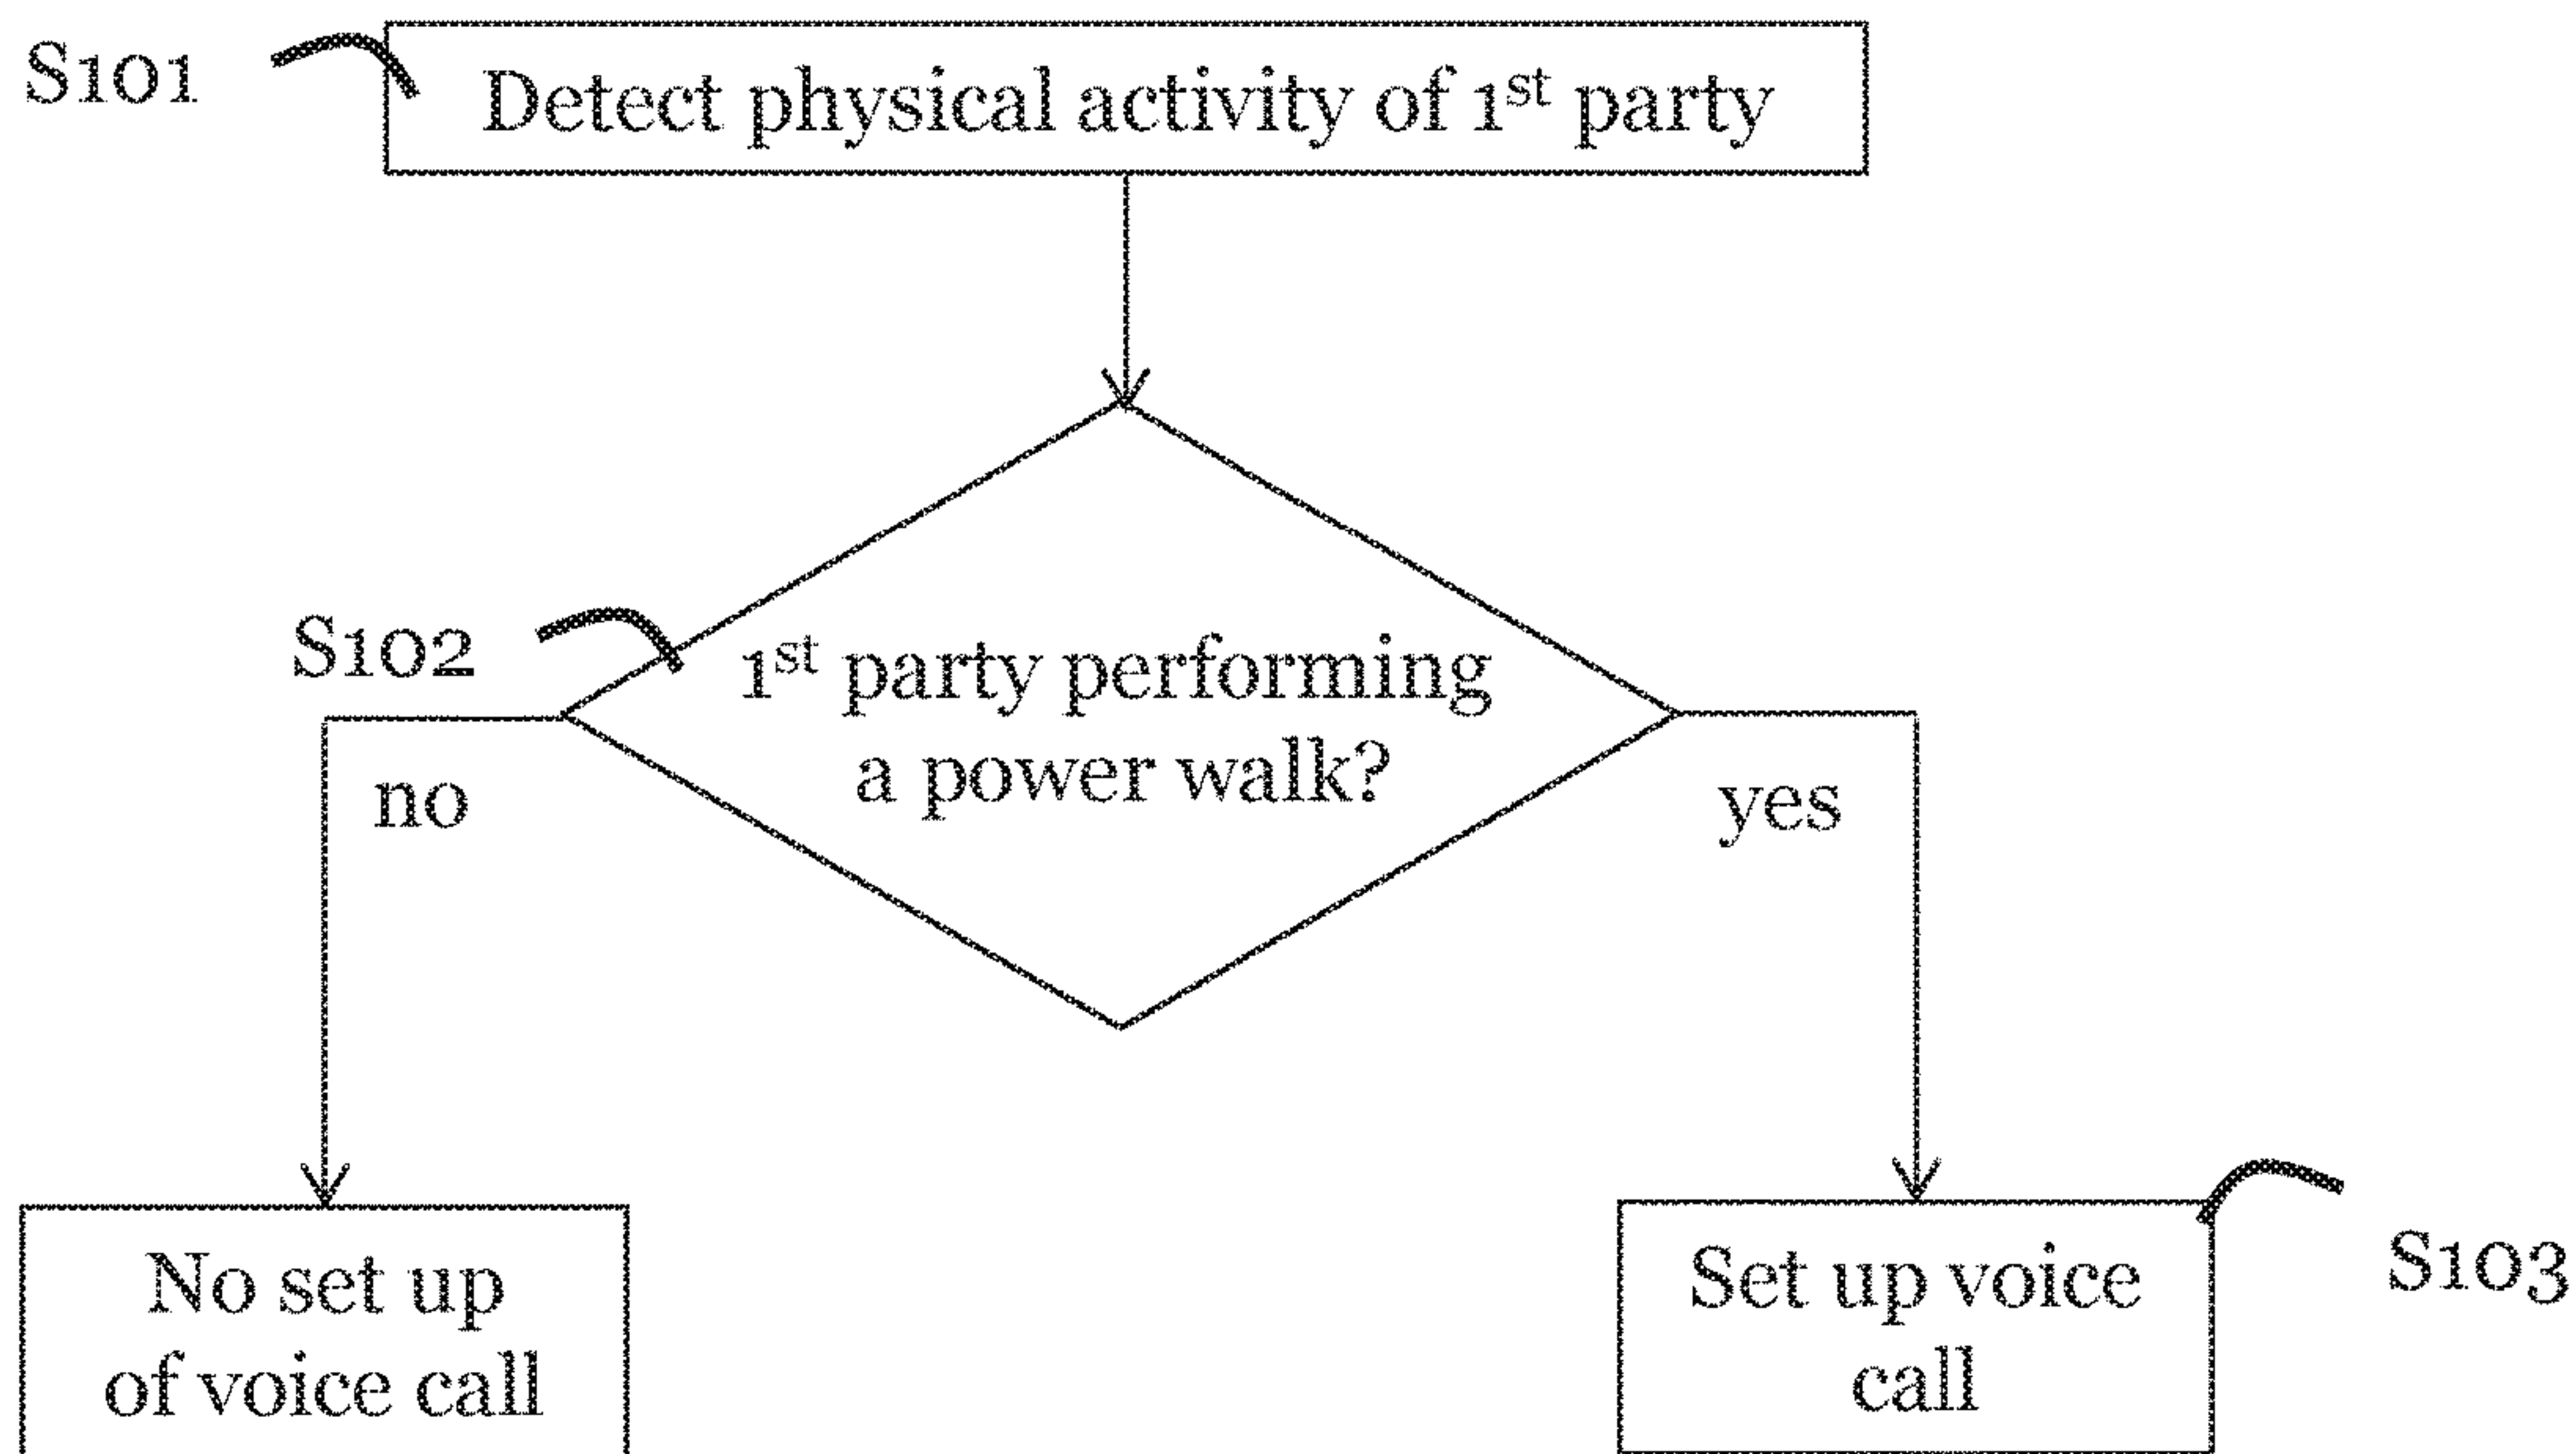 S101
Detect physical activity of 1st party
S102
1st party performing
a power walk?
no
yes
No set up
of voice call
Set up voice
call
S103